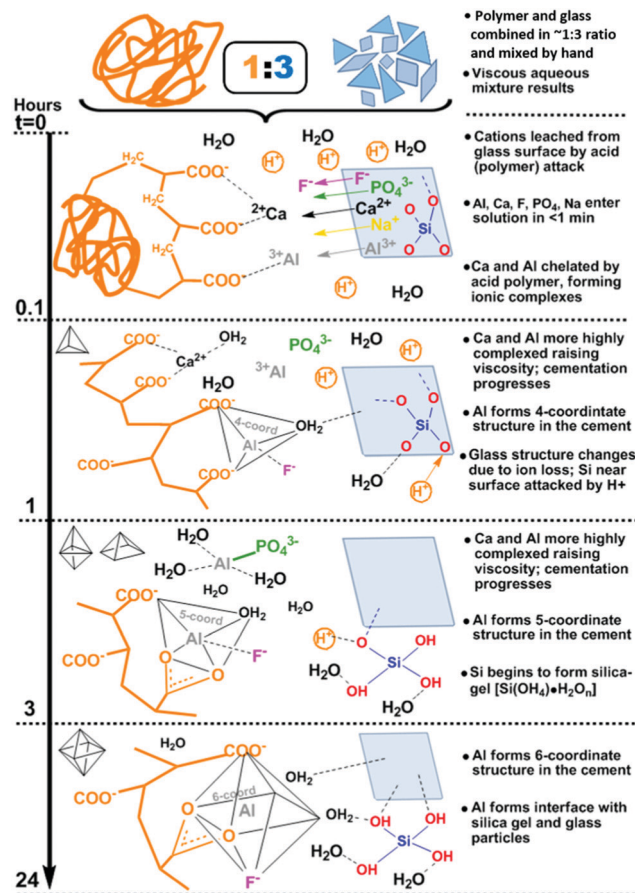 1:3
• Polymer and glass
combined in ~1:3 ratio
and mixed by hand
• Viscous aqueous
mixture results
Hours
t=0
H₂O
H₂O
H₂O
H⁺
H⁺
H⁺
H⁺
H₂C
COO⁻
F⁻
F⁻
PO₄³⁻
H₂C
COO⁻
²⁺Ca
Ca²⁺
O
O
Si
O
O
Na⁺
H₂C
COO⁻
³⁺Al
Al³⁺
H⁺
H⁺
H₂O
• Cations leached from
glass surface by acid
(polymer) attack
• Al, Ca, F, PO₄, Na enter
solution in <1 min
• Ca and Al chelated by
acid polymer, forming
ionic complexes
0.1
COO⁻
OH₂
PO₄³⁻
H₂O
H⁺
Ca²⁺
³⁺Al
H⁺
COO⁻
H₂O
COO⁻
4-coord
OH₂
Al
F⁻
COO⁻
COO⁻
O
O
Si
O
O
H₂O
H⁺
• Ca and Al more highly
complexed raising
viscosity; cementation
progresses
• Al forms 4-coordintate
structure in the cement
• Glass structure changes
due to ion loss; Si near
surface attacked by H+
1
H₂O
PO₄³⁻
Al
H₂O
H₂O
H₂O
H₂O
COO⁻
OH₂
5-coord
Al
F⁻
COO⁻
O
O
H⁺
O
OH
Si
H₂O
OH
OH
H₂O
• Ca and Al more highly
complexed raising
viscosity; cementation
progresses
• Al forms 5-coordinate
structure in the cement
• Si begins to form silica-
gel [Si(OH₄)•H₂Oₙ]
3
H₂O
COO⁻
OH₂
COO⁻
6-coord
Al
O
O
OH₂
F⁻
OH
OH
Si
H₂O
OH
OH
H₂O
• Al forms 6-coordinate
structure in the cement
• Al forms interface with
silica gel and glass
particles
24